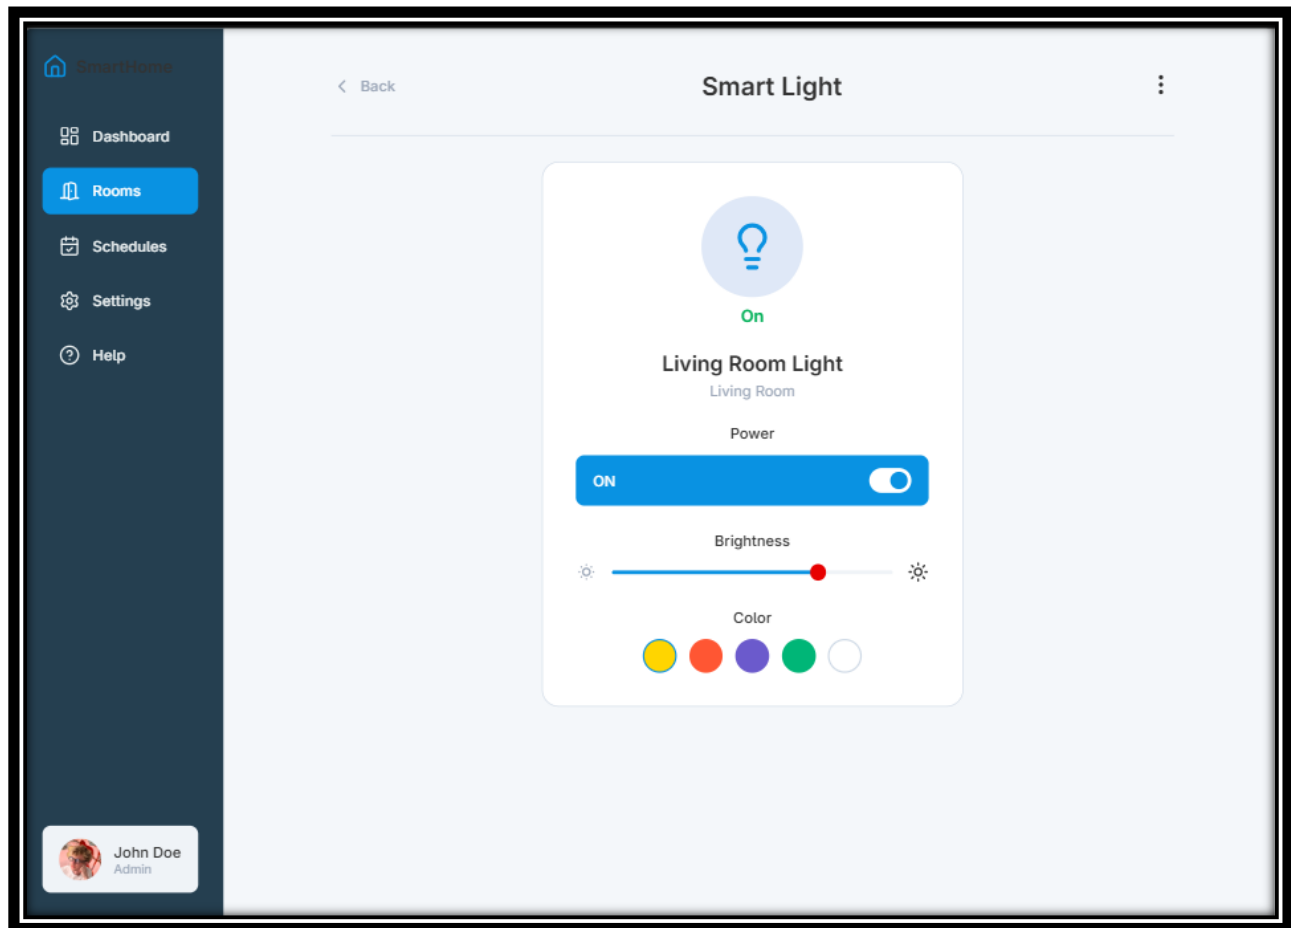 SmartHome
Dashboard
Rooms
Schedules
Settings
Help
John Doe
Admin
Back
Smart Light
On
Living Room Light
Living Room
Power
ON
Brightness
Color